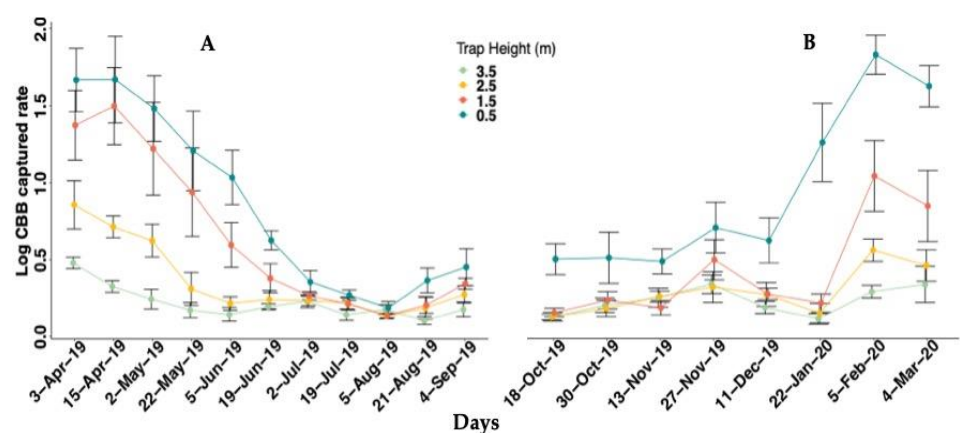 A
B
Trap Height (m)
3.5
2.5
1.5
0.5
Log CBB captured rate
2.0
1.5
1.0
0.5
0.0
3–Apr–19
15–Apr–19
2–May–19
22–May–19
5–Jun–19
19–Jun–19
2–Jul–19
19–Jul–19
5–Aug–19
21–Aug–19
4–Sep–19
18–Oct–19
30–Oct–19
13–Nov–19
27–Nov–19
11–Dec–19
22–Jan–20
5–Feb–20
4–Mar–20
Days